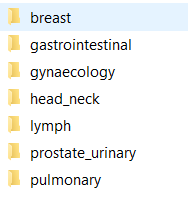 breast
gastrointestinal
gynaecology
head_neck
lymph
prostate_urinary
pulmonary